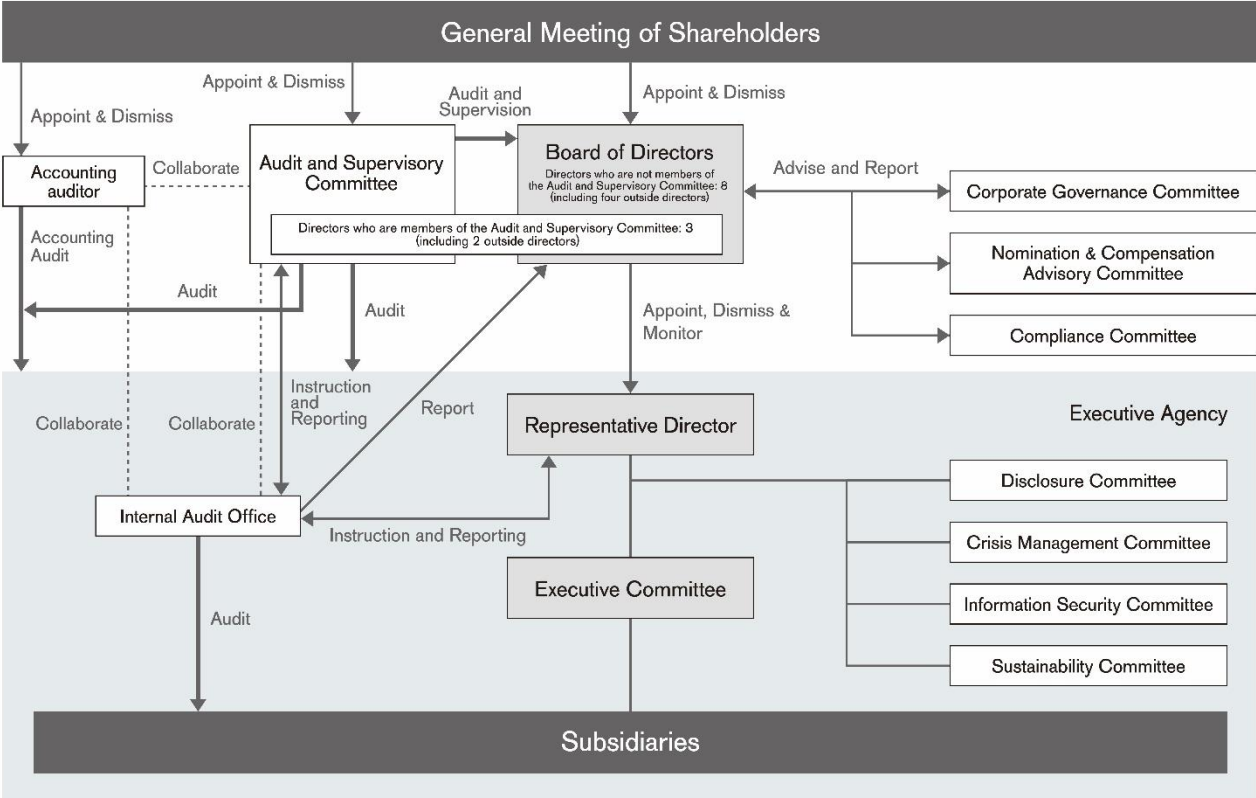 General Meeting of Shareholders
Appoint & Dismiss
Appoint & Dismiss
Audit and
Supervision
Appoint & Dismiss
Accounting
auditor
Collaborate
Audit and Supervisory
Committee
Board of Directors
Directors who are not members of
the Audit and Supervisory Committee: 8
(including four outside directors)
Directors who are members of the Audit and Supervisory Committee: 3
(including 2 outside directors)
Advise and Report
Corporate Governance Committee
Nomination & Compensation
Advisory Committee
Compliance Committee
Accounting
Audit
Audit
Audit
Appoint, Dismiss &
Monitor
Collaborate
Collaborate
Instruction
and
Reporting
Report
Representative Director
Executive Agency
Disclosure Committee
Crisis Management Committee
Information Security Committee
Sustainability Committee
Internal Audit Office
Instruction and Reporting
Executive Committee
Audit
Subsidiaries